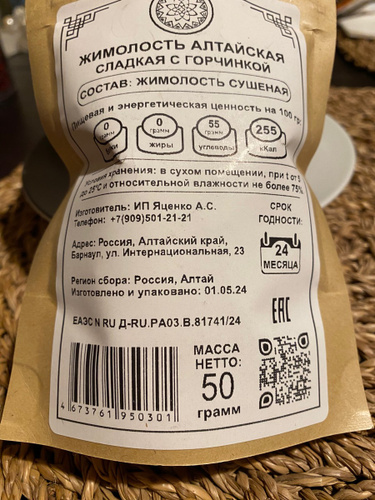 ЖИМОЛОСТЬ АЛТАЙСКАЯ
СЛАДКАЯ С ГОРЧИНКОЙ
СОСТАВ: ЖИМОЛОСТЬ СУШЕНАЯ
Пищевая и энергетическая ценность на 100 гр
0 грамм 0 грамм 55 грамм 255
жиры углеводы кКал
Условия хранения: в сухом помещении, при t от 5
до 25°С и относительной влажности не более 75%
Изготовитель: ИП Яценко А.С.
Телефон: +7(909)501-21-21
СРОК
ГОДНОСТИ:
Адрес: Россия, Алтайский край,
Барнаул, ул. Интернациональная, 23
24
МЕСЯЦА
Регион сбора: Россия, Алтай
Изготовлено и упаковано: 01.05.24
EAC
ЕАЭС N RU Д-RU.РА03.В.81741/24
МАССА
НЕТТО:
50
грамм
4 673761 950301